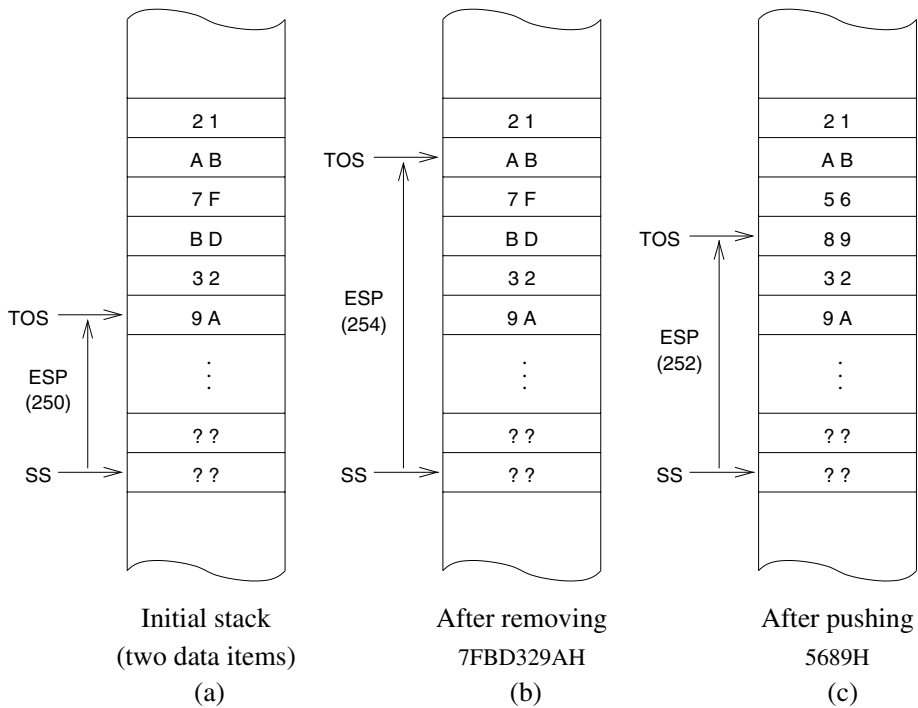 2 1
A B
7 F
B D
3 2
9 A
.
.
.
? ?
? ?
TOS
ESP
(250)
SS
Initial stack
(two data items)
(a)
2 1
A B
7 F
B D
3 2
9 A
.
.
.
? ?
? ?
TOS
ESP
(254)
SS
After removing
7FBD329AH
(b)
2 1
A B
5 6
8 9
3 2
9 A
.
.
.
? ?
? ?
TOS
ESP
(252)
SS
After pushing
5689H
(c)